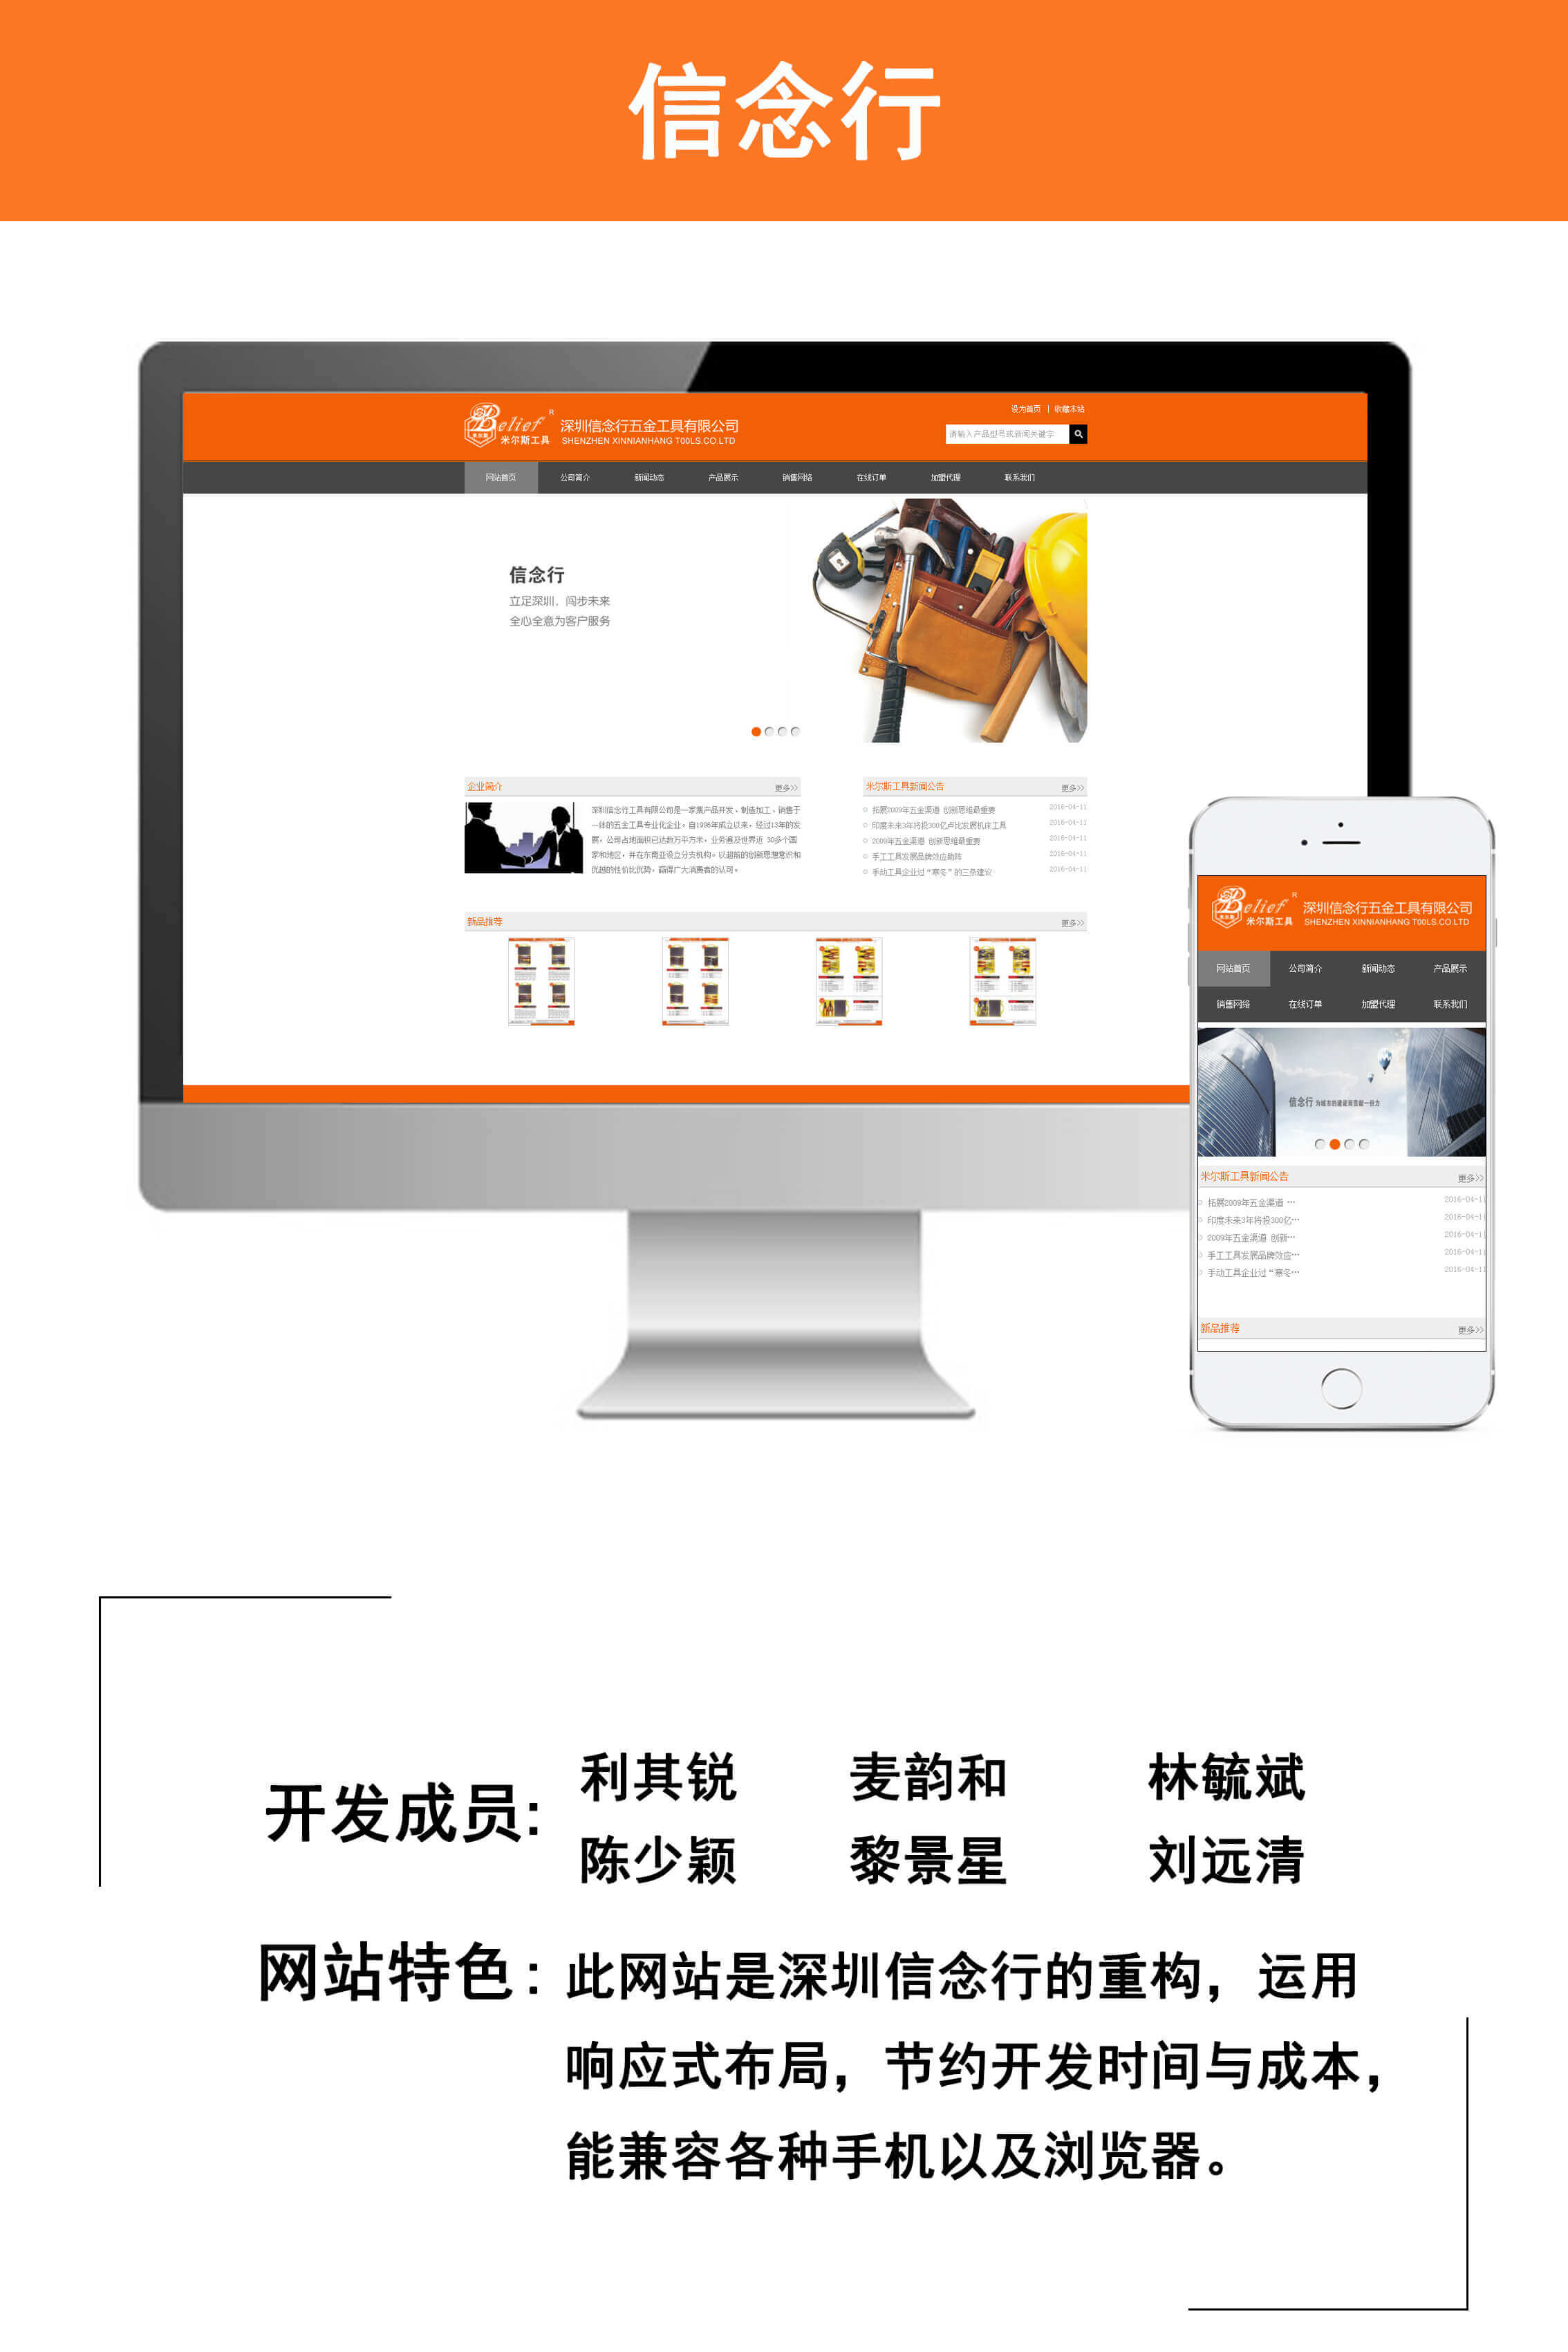 信念行
Belief
R
米尔斯
米尔斯工具
深圳信念行五金工具有限公司
SHENZHEN XINNIANHANG TOOLS.CO.LTD
设为首页 | 收藏本站
请输入产品型号或新闻关键字
网站首页 公司简介 新闻动态 产品展示 销售网络 在线订单 加盟代理 联系我们
信念行
立足深圳，闯步未来
全心全意为客户服务
企业简介 更多>>
深圳信念行工具有限公司是一家集产品开发、制造加工、销售于
一体的五金工具专业化企业。自1996年成立以来，经过13年的发
展，公司占地面积已达数万平方米，业务遍及世界近 30多个国
家和地区，并在东南亚设立分支机构。以超前的创新思想意识和
优越的性价比优势，赢得广大消费者的认可。
米尔斯工具新闻公告 更多>>
拓展2009年五金渠道 创新思维最重要 2016-04-11
印度未来3年将投300亿卢比发展机床工具 2016-04-11
2009年五金渠道 创新思维最重要 2016-04-11
手工工具发展品牌效应助阵 2016-04-11
手动工具企业过“寒冬”的三条建议 2016-04-11
新品推荐 更多>>
Belief
R
米尔斯
米尔斯工具
深圳信念行五金工具有限公司
SHENZHEN XINNIANHANG TOOLS.CO.LTD
网站首页 公司简介 新闻动态 产品展示
销售网络 在线订单 加盟代理 联系我们
信念行 为城市的建设而贡献一份力
米尔斯工具新闻公告 更多>>
拓展2009年五金渠道 … 2016-04-11
印度未来3年将投300亿… 2016-04-11
2009年五金渠道 创新… 2016-04-11
手工工具发展品牌效应… 2016-04-11
手动工具企业过“寒冬… 2016-04-11
新品推荐 更多>>
开发成员:
利其锐 麦韵和 林毓斌
陈少颖 黎景星 刘远清
网站特色：此网站是深圳信念行的重构，运用
响应式布局，节约开发时间与成本，
能兼容各种手机以及浏览器。